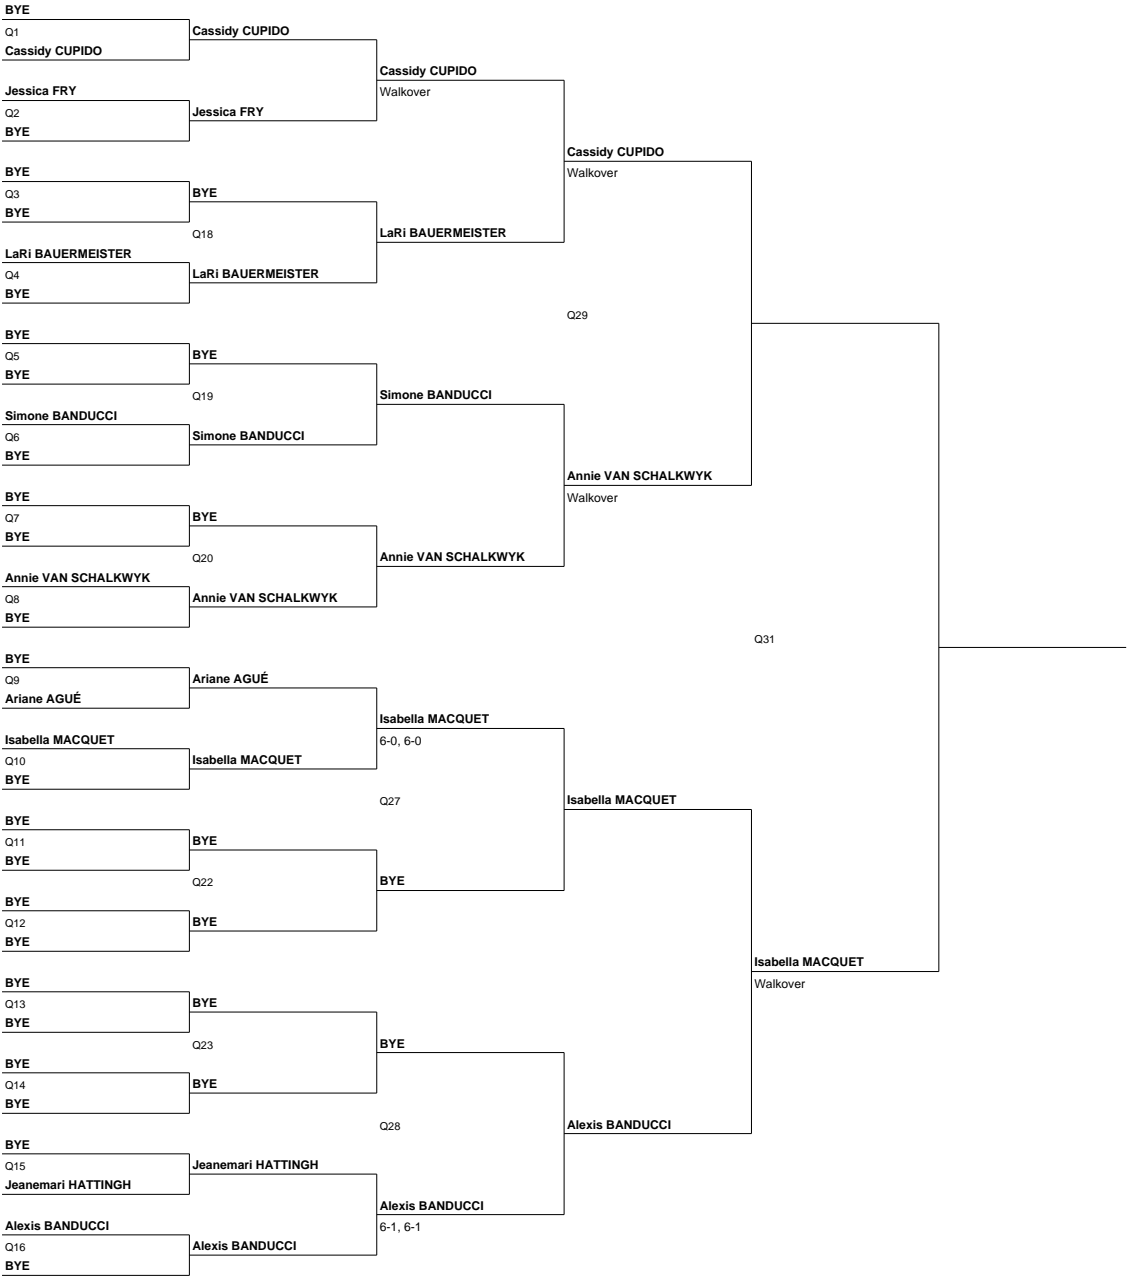 BYE
Q1
Cassidy CUPIDO
Cassidy CUPIDO
Cassidy CUPIDO
Walkover
Jessica FRY
Q2
Jessica FRY
BYE
Cassidy CUPIDO
Walkover
BYE
Q3
BYE
BYE
Q18
LaRi BAUERMEISTER
LaRi BAUERMEISTER
Q4
LaRi BAUERMEISTER
BYE
Q29
BYE
Q5
BYE
BYE
Q19
Simone BANDUCCI
Simone BANDUCCI
Q6
Simone BANDUCCI
BYE
Annie VAN SCHALKWYK
Walkover
BYE
Q7
BYE
BYE
Q20
Annie VAN SCHALKWYK
Annie VAN SCHALKWYK
Q8
Annie VAN SCHALKWYK
BYE
Q31
BYE
Q9
Ariane AGUÉ
Ariane AGUÉ
Isabella MACQUET
6-0, 6-0
Isabella MACQUET
Q10
Isabella MACQUET
BYE
Q27
Isabella MACQUET
BYE
Q11
BYE
BYE
Q22
BYE
BYE
Q12
BYE
BYE
Isabella MACQUET
Walkover
BYE
Q13
BYE
BYE
Q23
BYE
BYE
Q14
BYE
BYE
Q28
Alexis BANDUCCI
BYE
Q15
Jeanemari HATTINGH
Jeanemari HATTINGH
Alexis BANDUCCI
6-1, 6-1
Alexis BANDUCCI
Q16
Alexis BANDUCCI
BYE